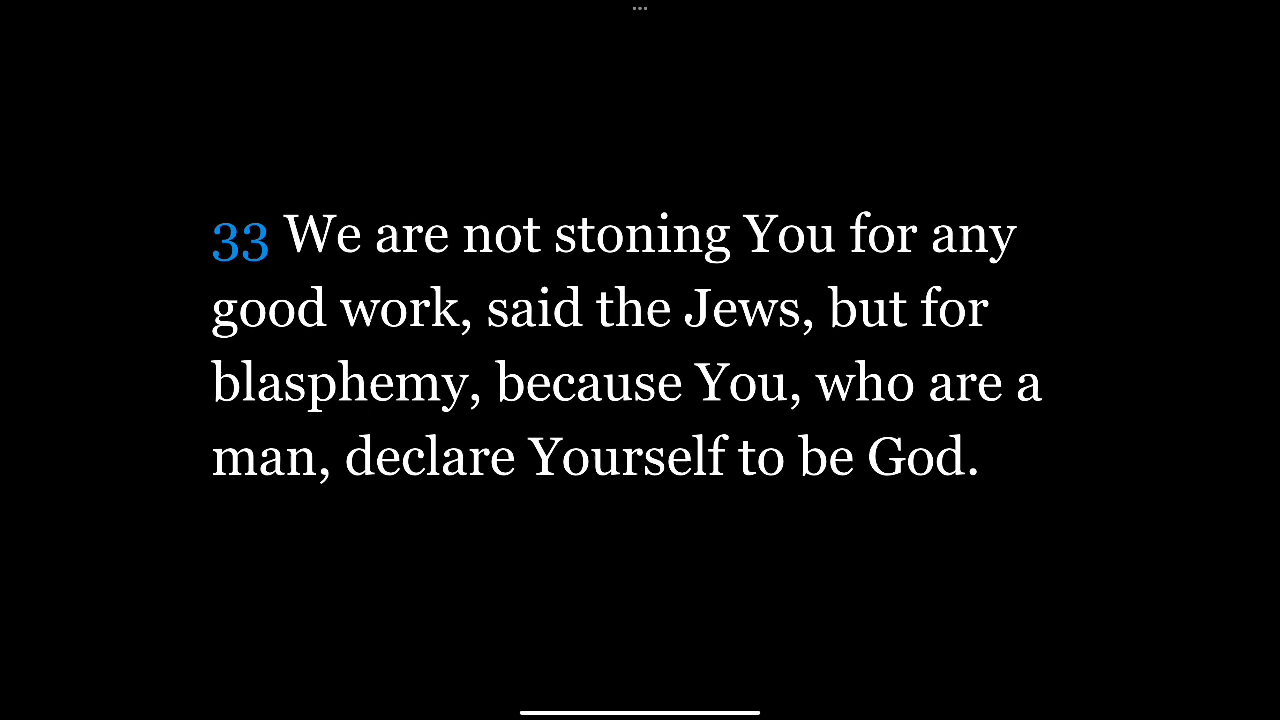 33 We are not stoning You for any
good work, said the Jews, but for
blasphemy, because You, who are a
man, declare Yourself to be God.